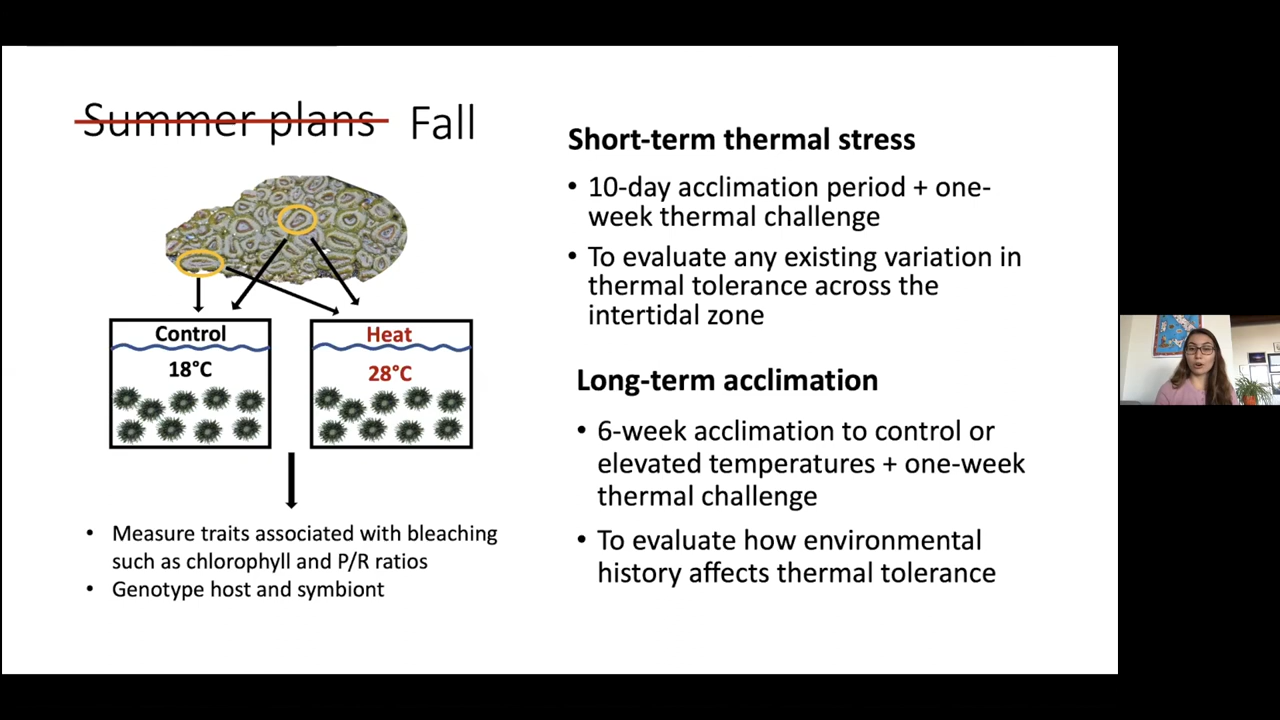 Summer plans Fall
Control
18°C
Heat
28°C
• Measure traits associated with bleaching
such as chlorophyll and P/R ratios
• Genotype host and symbiont
Short-term thermal stress
• 10-day acclimation period + one-
week thermal challenge
• To evaluate any existing variation in
thermal tolerance across the
intertidal zone
Long-term acclimation
• 6-week acclimation to control or
elevated temperatures + one-week
thermal challenge
• To evaluate how environmental
history affects thermal tolerance